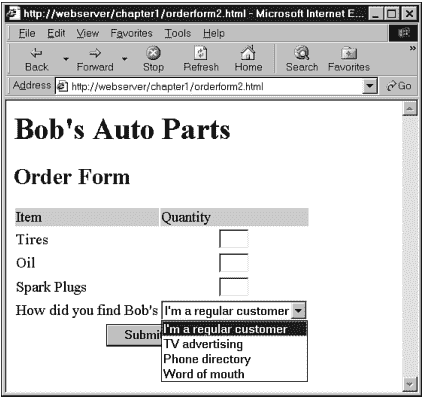 http://webserver/chapter1/orderform2.html - Microsoft Internet E...
File Edit View Favorites Tools Help
Back Forward Stop Refresh Home Search Favorites »
Address http://webserver/chapter1/orderform2.html Go
Bob's Auto Parts
Order Form
Item Quantity
Tires
Oil
Spark Plugs
How did you find Bob's I'm a regular customer
I'm a regular customer
Submi
TV advertising
Phone directory
Word of mouth